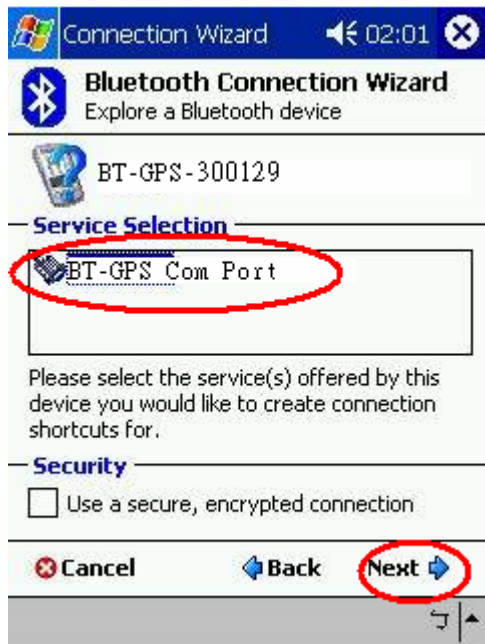 Connection Wizard 02:01
Bluetooth Connection Wizard
Explore a Bluetooth device
BT-GPS-300129
Service Selection
BT-GPS Com Port
Please select the service(s) offered by this
device you would like to create connection
shortcuts for.
Security
Use a secure, encrypted connection
Cancel Back Next